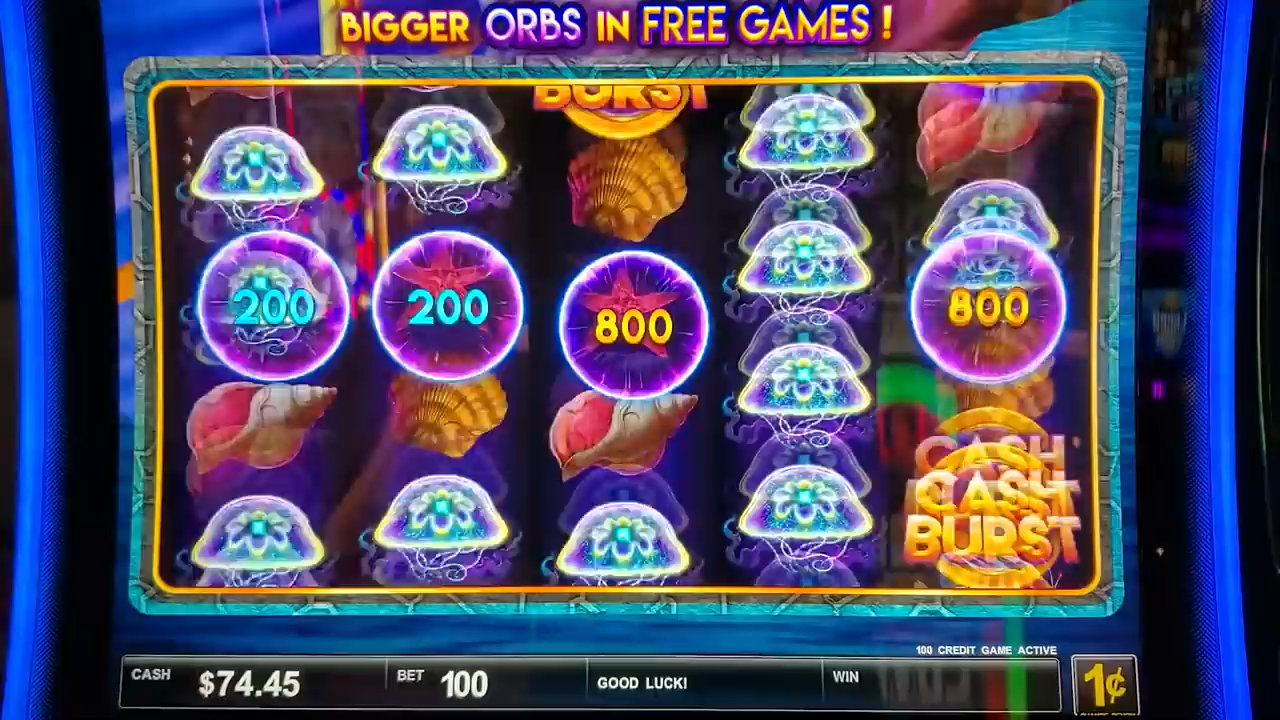 BIGGER ORBS IN FREE GAMES!
BURST
200
200
800
800
CASH
CASH
BURST
100 CREDIT GAME ACTIVE
CASH $74.45
BET 100
GOOD LUCK!
WIN
1¢